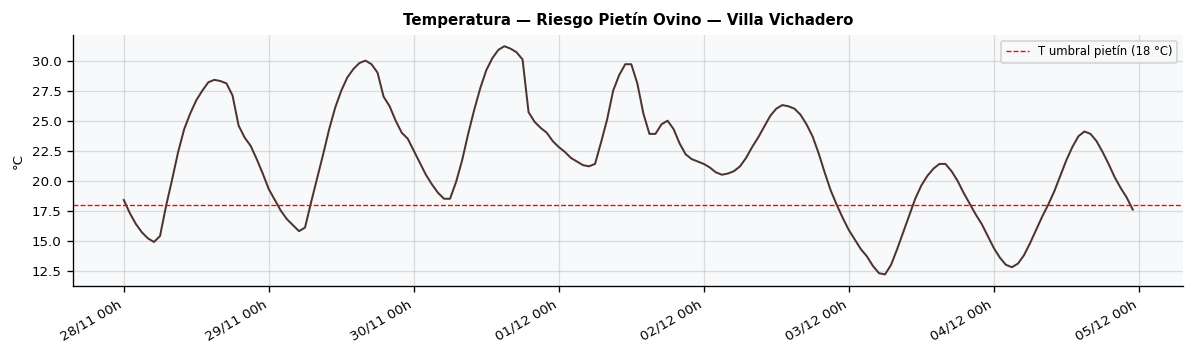 Temperatura — Riesgo Pietín Ovino — Villa Vichadero
T umbral pietín (18 °C)
°C
30.0
27.5
25.0
22.5
20.0
17.5
15.0
12.5
28/11 00h
29/11 00h
30/11 00h
01/12 00h
02/12 00h
03/12 00h
04/12 00h
05/12 00h